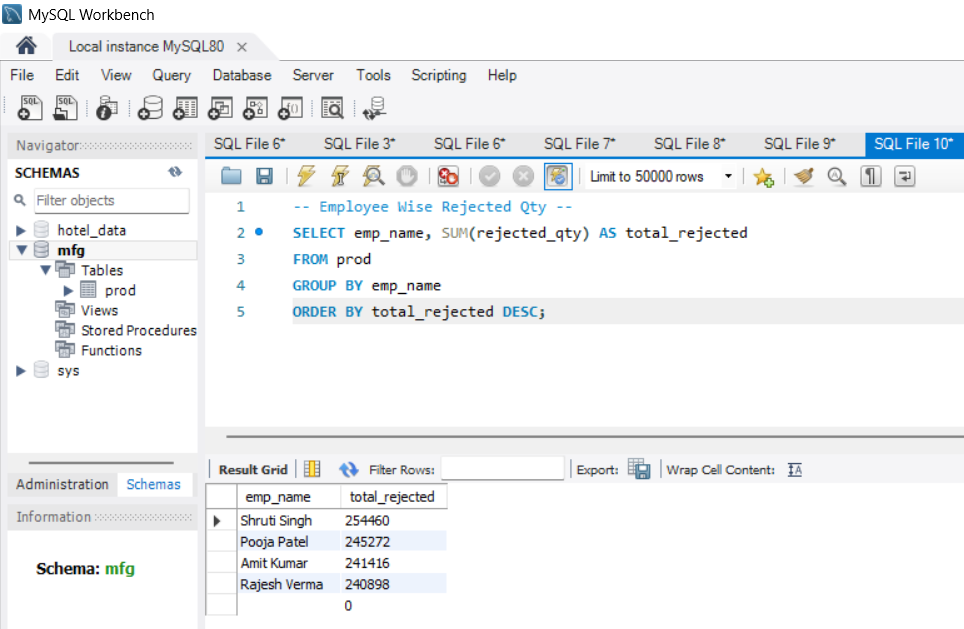 MySQL Workbench
Local instance MySQL80
File Edit View Query Database Server Tools Scripting Help
Navigator
SCHEMAS
Filter objects
hotel_data
mfg
Tables
prod
Views
Stored Procedures
Functions
sys
Administration Schemas
Information
Schema: mfg
SQL File 6* SQL File 3* SQL File 6* SQL File 7* SQL File 8* SQL File 9* SQL File 10*
Limit to 50000 rows
1 -- Employee Wise Rejected Qty --
2 SELECT emp_name, SUM(rejected_qty) AS total_rejected
3 FROM prod
4 GROUP BY emp_name
5 ORDER BY total_rejected DESC;
Result Grid Filter Rows: Export: Wrap Cell Content:
emp_name total_rejected
Shruti Singh 254460
Pooja Patel 245272
Amit Kumar 241416
Rajesh Verma 240898
0